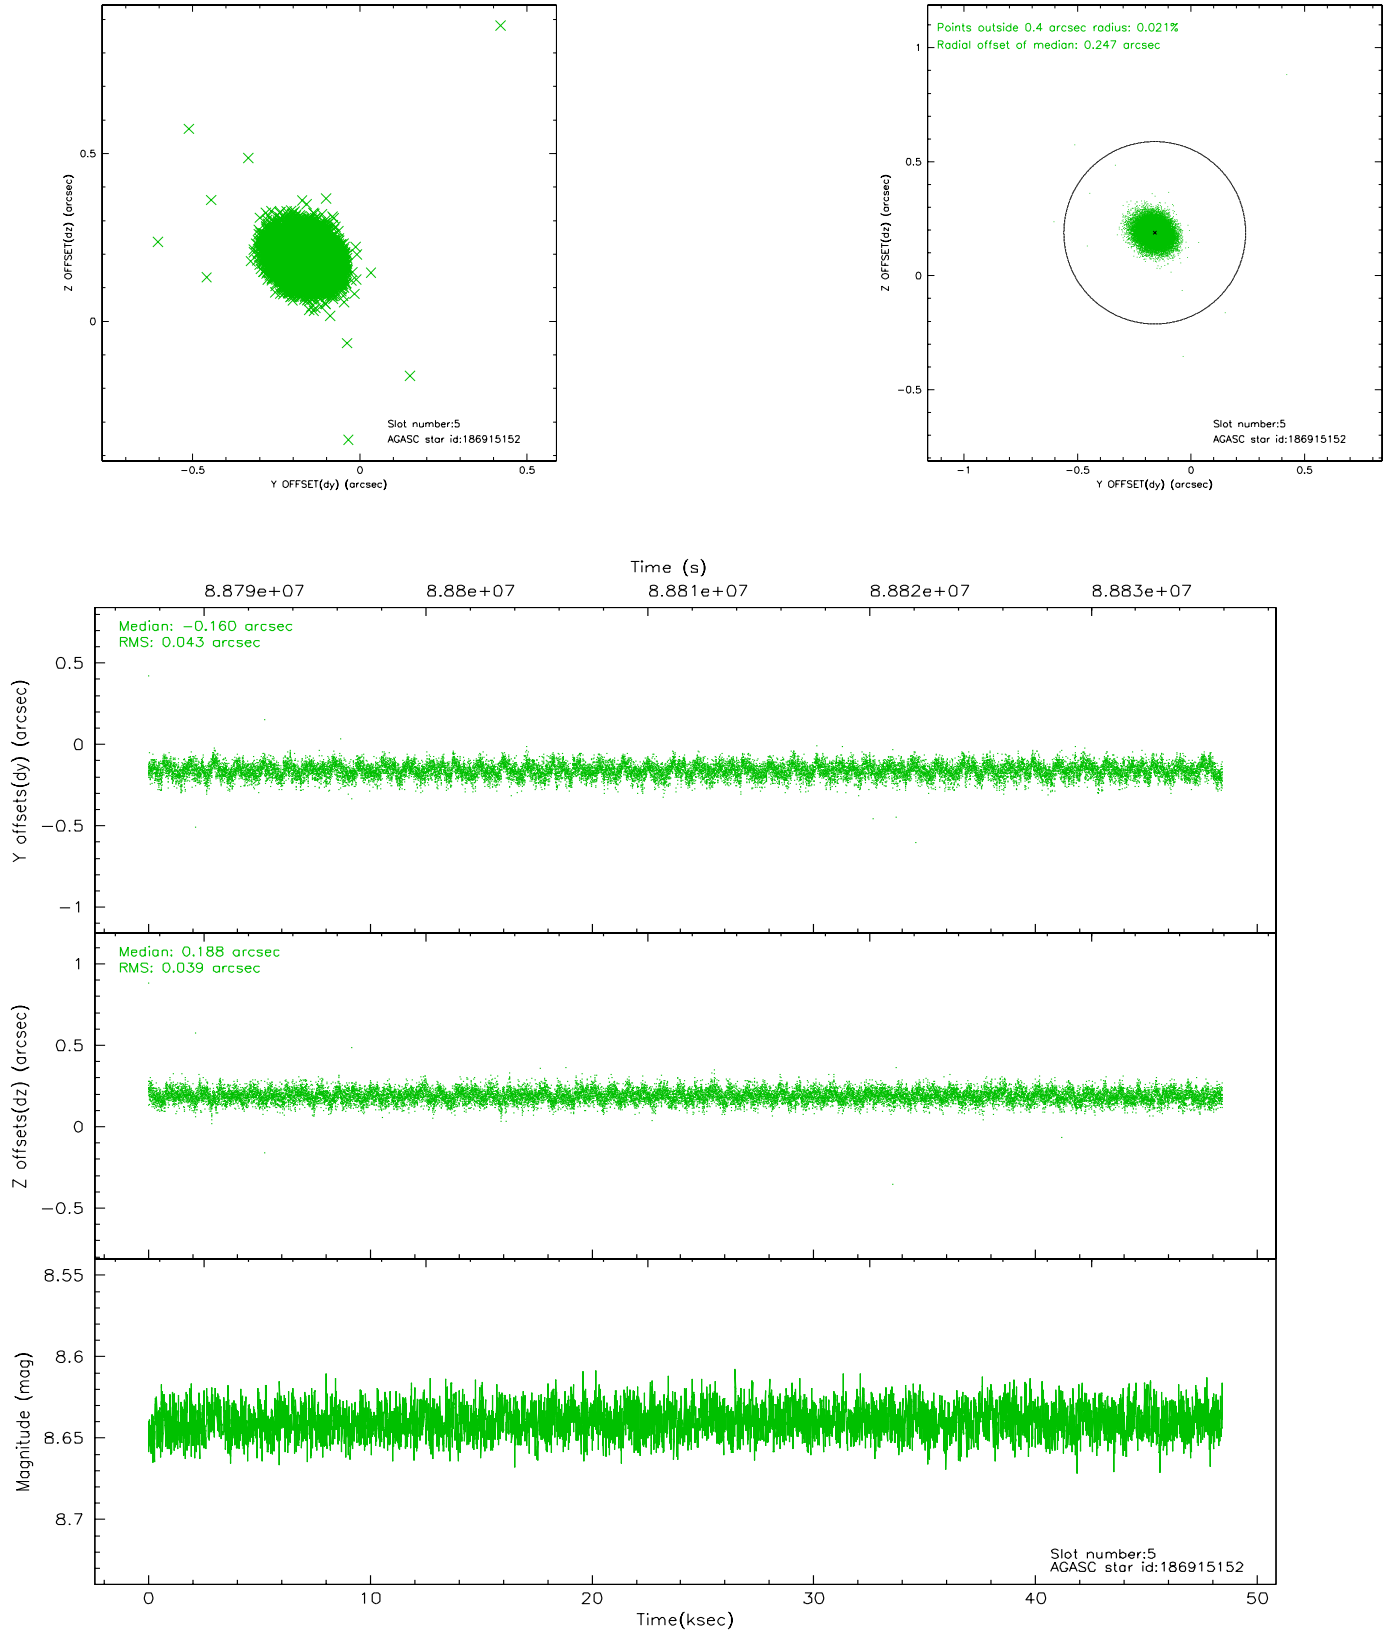 0.5
0
Z OFFSET(dz) (arcsec)
Slot number:5
AGASC star id:186915152
-0.5 0 0.5
Y OFFSET(dy) (arcsec)
Points outside 0.4 arcsec radius: 0.021%
Radial offset of median: 0.247 arcsec
1
0.5
0
-0.5
Z OFFSET(dz) (arcsec)
Slot number:5
AGASC star id:186915152
-1 -0.5 0 0.5
Y OFFSET(dy) (arcsec)
Time (s)
8.879e+07 8.88e+07 8.881e+07 8.882e+07 8.883e+07
Median: -0.160 arcsec
RMS: 0.043 arcsec
0.5
0
-0.5
-1
Y offsets(dy) (arcsec)
Median: 0.188 arcsec
RMS: 0.039 arcsec
1
0.5
0
-0.5
Z offsets(dz) (arcsec)
8.55
8.6
8.65
8.7
Magnitude (mag)
Slot number:5
AGASC star id:186915152
0 10 20 30 40 50
Time(ksec)